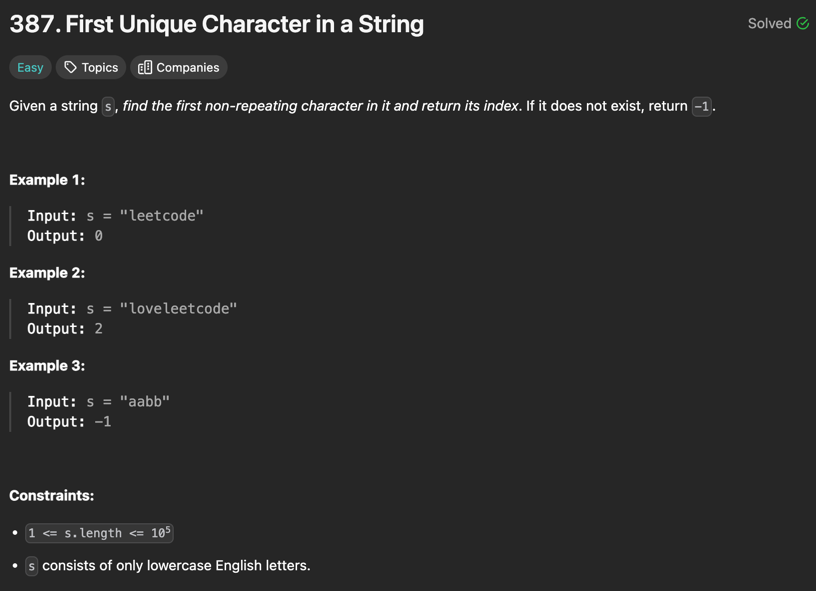 387. First Unique Character in a String
Solved
Easy
Topics
Companies
Given a string s, find the first non-repeating character in it and return its index. If it does not exist, return -1.
Example 1:
Input: s = "leetcode"
Output: 0
Example 2:
Input: s = "loveleetcode"
Output: 2
Example 3:
Input: s = "aabb"
Output: -1
Constraints:
• 1 <= s.length <= 10⁵
• s consists of only lowercase English letters.